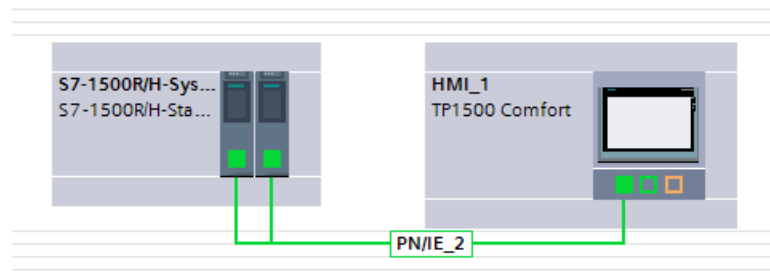 S7-1500R/H-Sys...
S7-1500R/H-Sta...
HMI_1
TP1500 Comfort
PN/IE_2